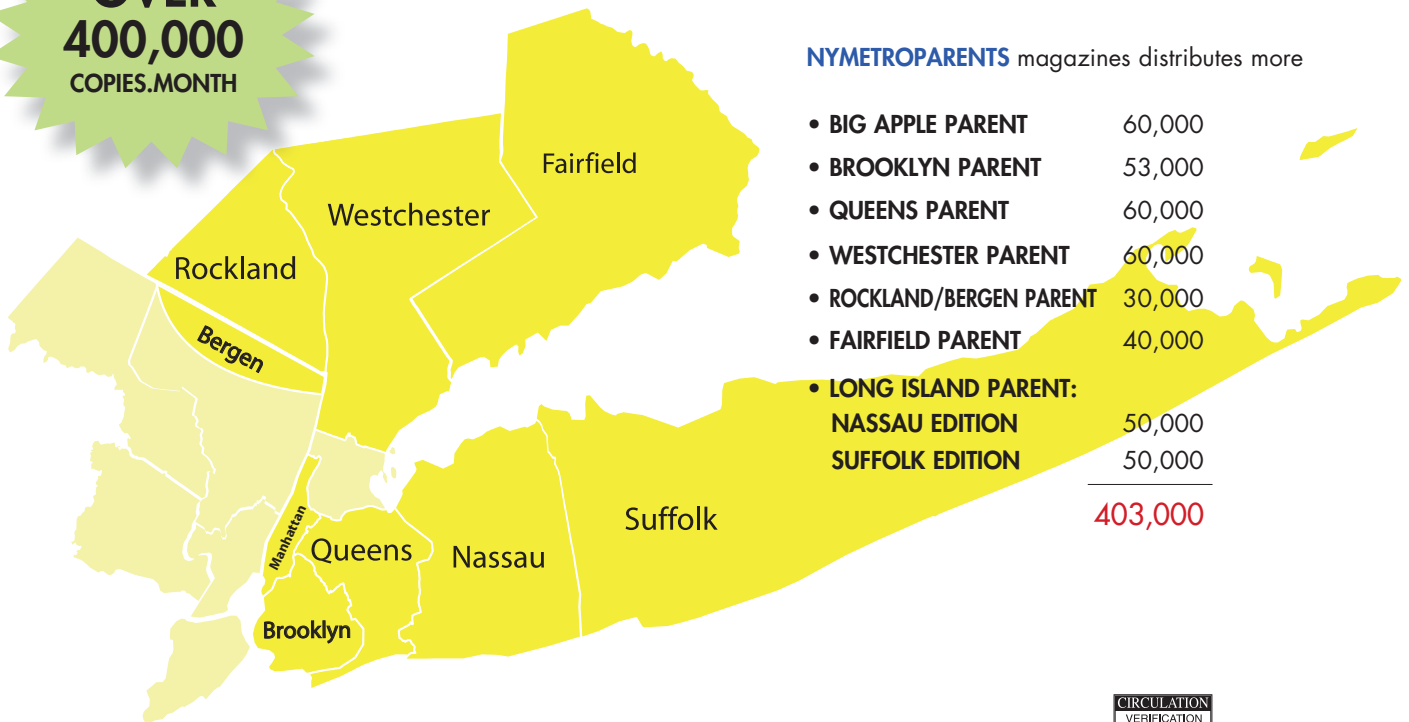 OVER
400,000
COPIES.MONTH
NYMETROPARENTS magazines distributes more
• BIG APPLE PARENT 60,000
• BROOKLYN PARENT 53,000
• QUEENS PARENT 60,000
• WESTCHESTER PARENT 60,000
• ROCKLAND/BERGEN PARENT 30,000
• FAIRFIELD PARENT 40,000
• LONG ISLAND PARENT:
NASSAU EDITION 50,000
SUFFOLK EDITION 50,000
403,000
Fairfield
Westchester
Rockland
Bergen
Manhattan
Queens
Nassau
Suffolk
Brooklyn
CIRCULATION
VERIFICATION